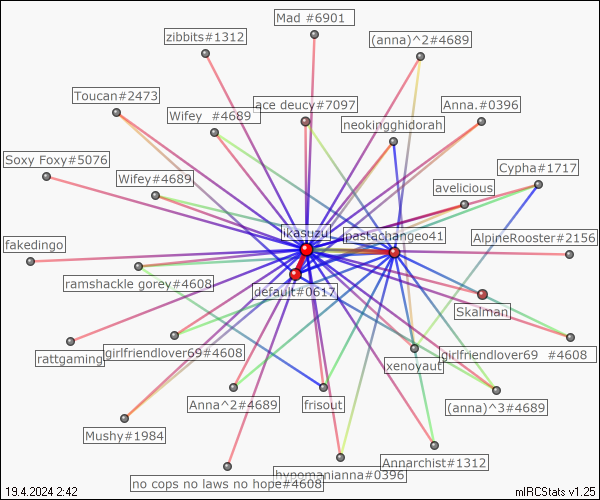 Mad #6901
zibbits#1312
(anna)^2#4689
Toucan#2473
ace deucy#7097
Anna.#0396
Wifey  #4689
neokingghidorah
Soxy Foxy#5076
Cypha#1717
Wifey#4689
avelicious
ikasuzu
pastachangeo41
fakedingo
AlpineRooster#2156
ramshackle gorey#4608
default#0617
Skalman
rattgaming
girlfriendlover69#4608
girlfriendlover69  #4608
xenoyaut
Anna^2#4689
frisout
(anna)^3#4689
Mushy#1984
Annarchist#1312
hypomanianna#0396
no cops no laws no hope#4608
19.4.2024 2:42
mIRCStats v1.25